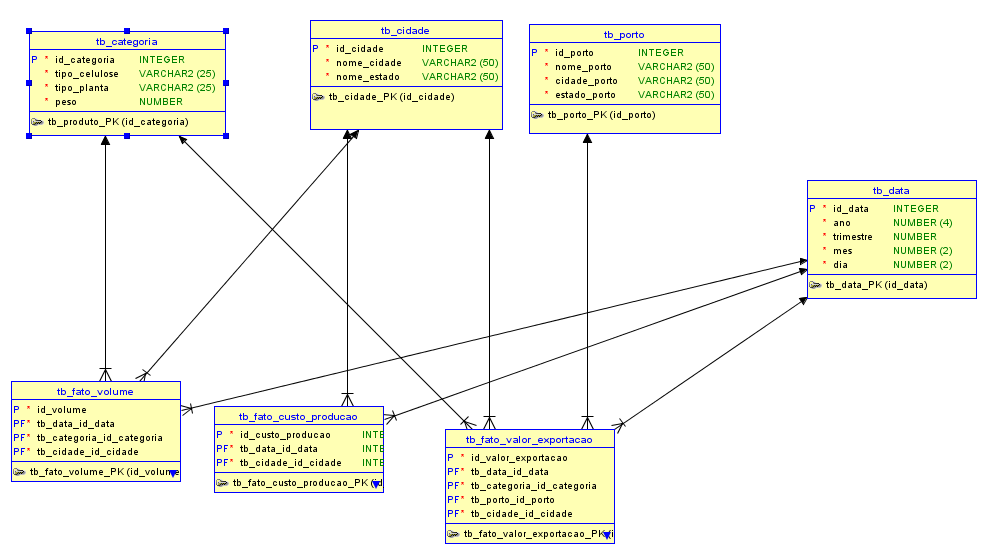 tb_categoria
P * id_categoria INTEGER
* tipo_celulose VARCHAR2 (25)
* tipo_planta VARCHAR2 (25)
* peso NUMBER
tb_produto_PK (id_categoria)
tb_cidade
P * id_cidade INTEGER
* nome_cidade VARCHAR2 (50)
* nome_estado VARCHAR2 (50)
tb_cidade_PK (id_cidade)
tb_porto
P * id_porto INTEGER
* nome_porto VARCHAR2 (50)
* cidade_porto VARCHAR2 (50)
* estado_porto VARCHAR2 (50)
tb_porto_PK (id_porto)
tb_data
P * id_data INTEGER
* ano NUMBER (4)
* trimestre NUMBER
* mes NUMBER (2)
* dia NUMBER (2)
tb_data_PK (id_data)
tb_fato_volume
P * id_volume
PF* tb_data_id_data
PF* tb_categoria_id_categoria
PF* tb_cidade_id_cidade
tb_fato_volume_PK (id_volume
tb_fato_custo_producao
P * id_custo_producao INTE
PF* tb_data_id_data INTE
PF* tb_cidade_id_cidade INTE
tb_fato_custo_producao_PK (id
tb_fato_valor_exportacao
P * id_valor_exportacao
PF* tb_data_id_data
PF* tb_categoria_id_categoria
PF* tb_porto_id_porto
PF* tb_cidade_id_cidade
tb_fato_valor_exportacao_PK (i